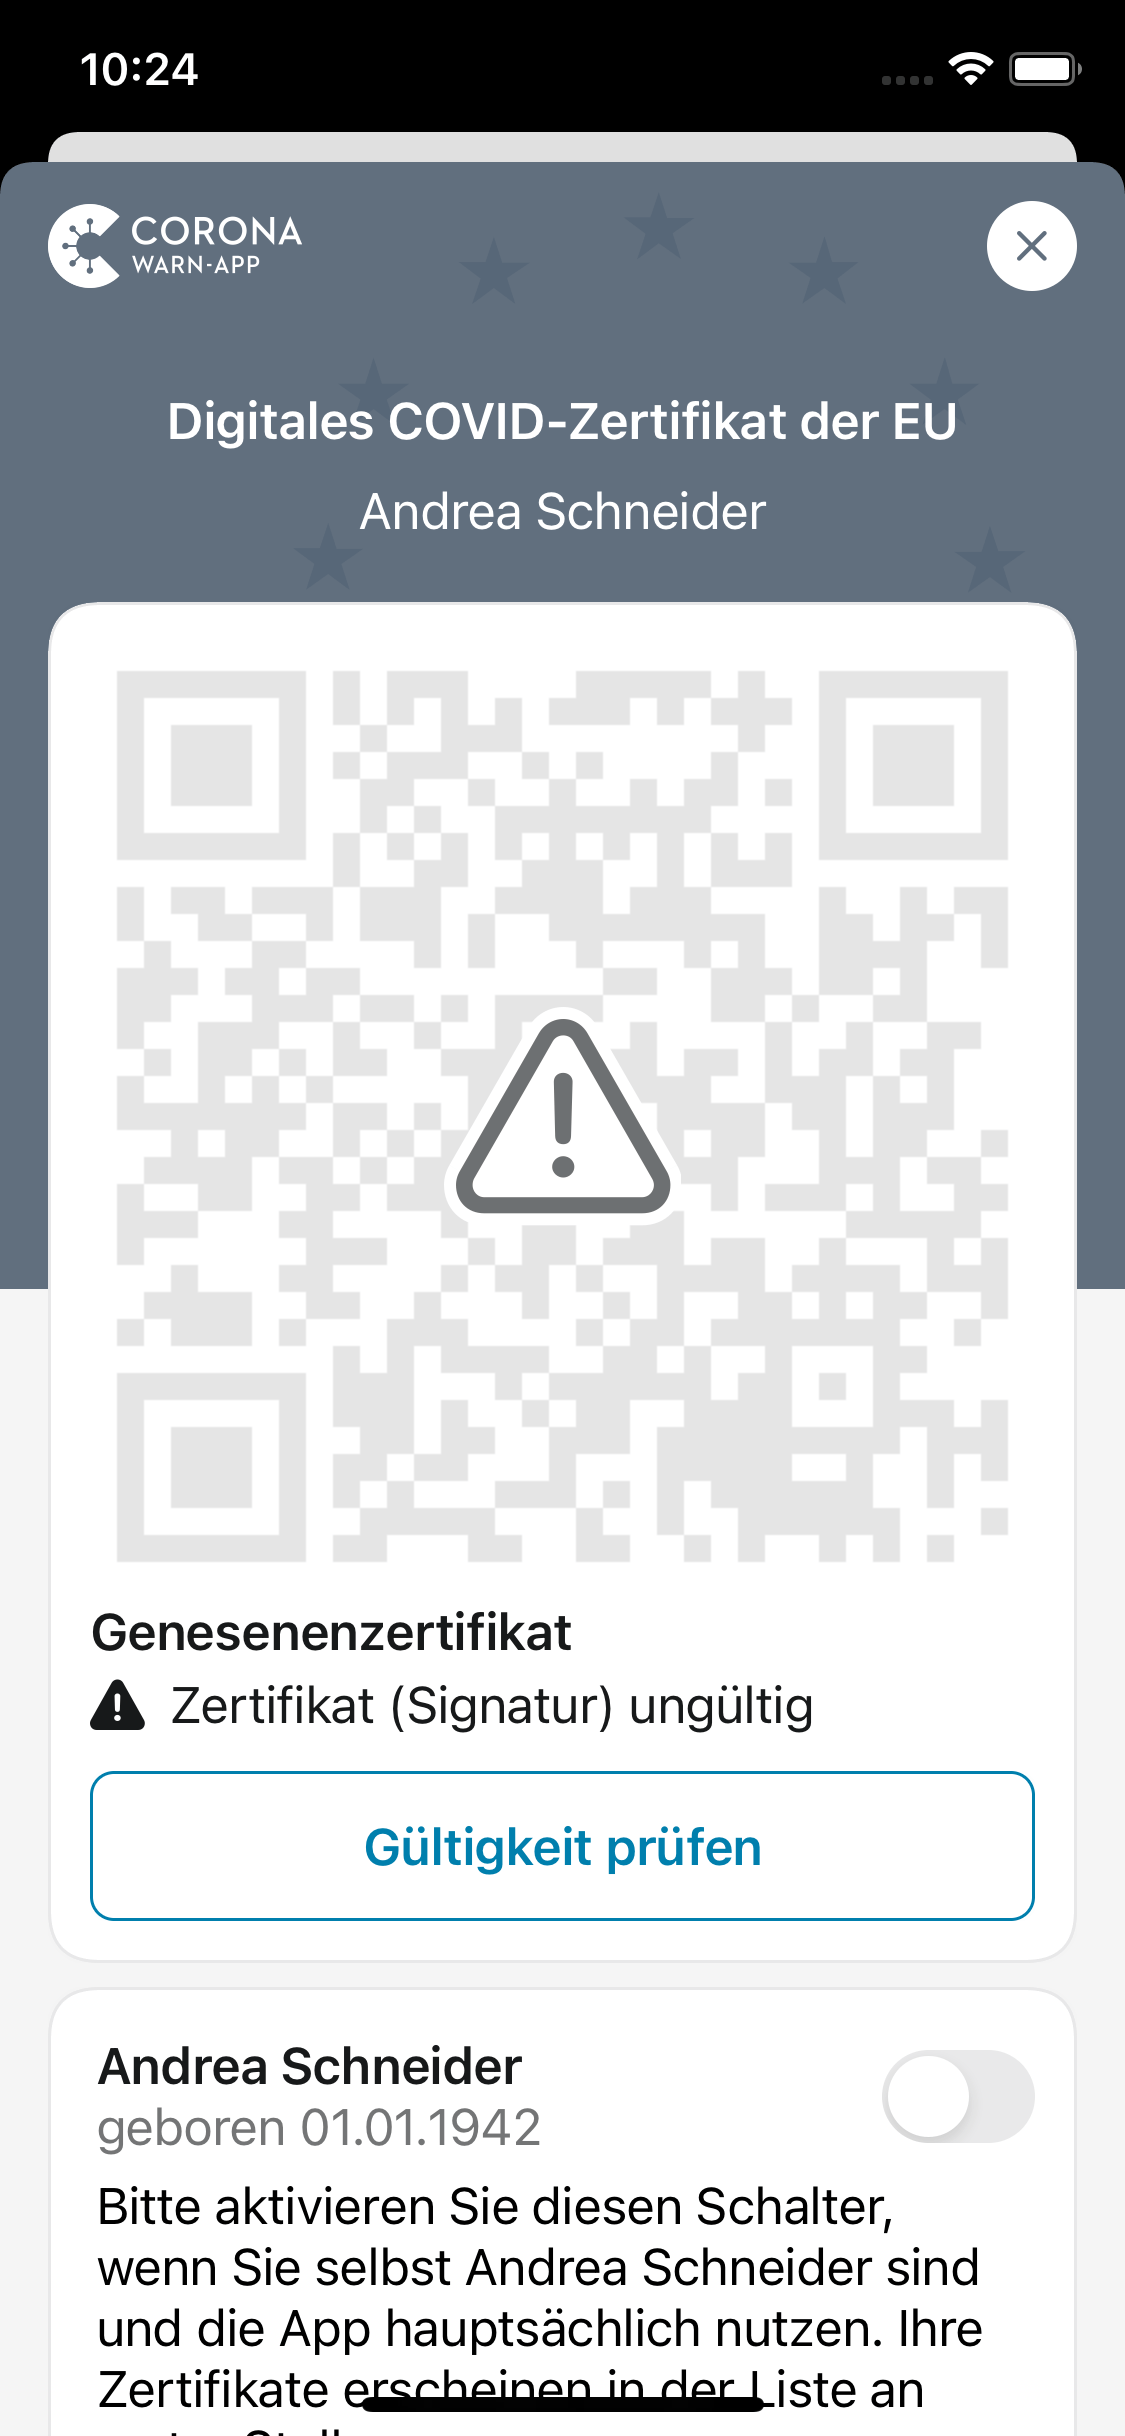 10:24
CORONA
WARN-APP
Digitales COVID-Zertifikat der EU
Andrea Schneider
Genesenenzertifikat
Zertifikat (Signatur) ungültig
Gültigkeit prüfen
Andrea Schneider
geboren 01.01.1942
Bitte aktivieren Sie diesen Schalter,
wenn Sie selbst Andrea Schneider sind
und die App hauptsächlich nutzen. Ihre
Zertifikate erscheinen in der Liste an